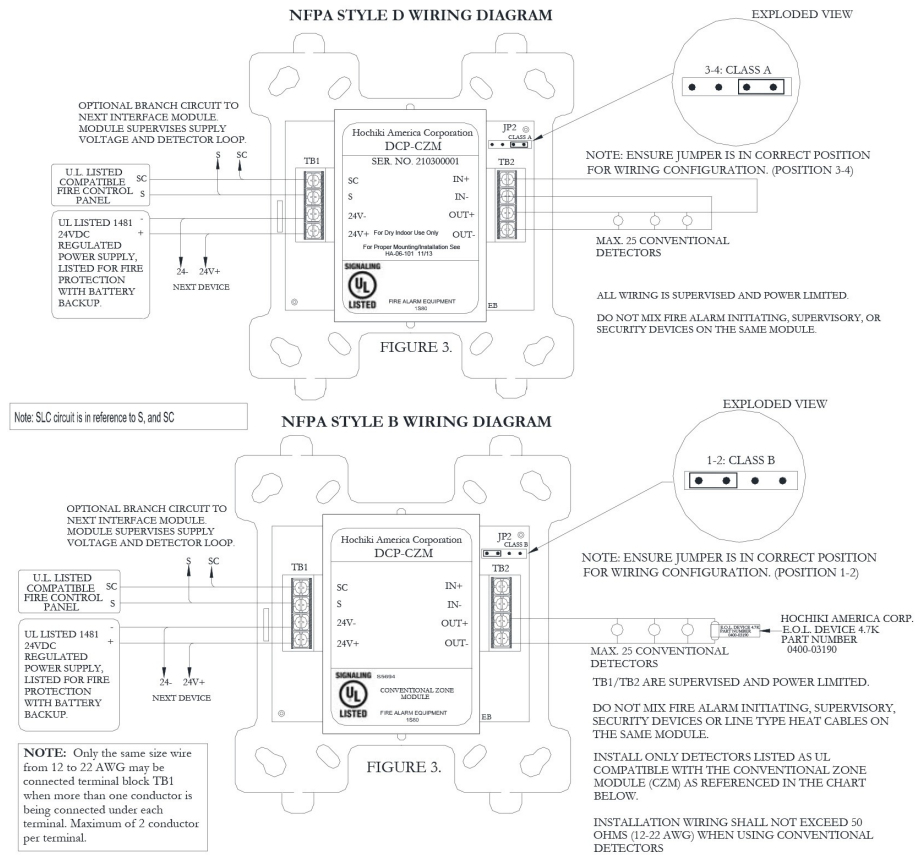 NFPA STYLE D WIRING DIAGRAM
EXPLODED VIEW
3-4: CLASS A
OPTIONAL BRANCH CIRCUIT TO
NEXT INTERFACE MODULE.
MODULE SUPERVISES SUPPLY
VOLTAGE AND DETECTOR LOOP.
S SC
U.L. LISTED
COMPATIBLE
FIRE CONTROL
PANEL
SC
S
UL LISTED 1481
24VDC
REGULATED
POWER SUPPLY,
LISTED FOR FIRE
PROTECTION
WITH BATTERY
BACKUP.
-
+
24- 24V+
NEXT DEVICE
TB1
Hochiki America Corporation
DCP-CZM
SER. NO. 210300001
SC IN+
S IN-
24V- OUT+
24V+ For Dry Indoor Use Only OUT-
For Proper Mounting/Installation See
HA-06-101 11/13
SIGNALING
UL
LISTED
FIRE ALARM EQUIPMENT
1S80
EB
JP2
CLASS A
TB2
NOTE: ENSURE JUMPER IS IN CORRECT POSITION
FOR WIRING CONFIGURATION. (POSITION 3-4)
MAX. 25 CONVENTIONAL
DETECTORS
ALL WIRING IS SUPERVISED AND POWER LIMITED.
DO NOT MIX FIRE ALARM INITIATING, SUPERVISORY, OR
SECURITY DEVICES ON THE SAME MODULE.
FIGURE 3.
Note: SLC circuit is in reference to S, and SC
NFPA STYLE B WIRING DIAGRAM
EXPLODED VIEW
1-2: CLASS B
OPTIONAL BRANCH CIRCUIT TO
NEXT INTERFACE MODULE.
MODULE SUPERVISES SUPPLY
VOLTAGE AND DETECTOR LOOP.
S SC
U.L. LISTED
COMPATIBLE
FIRE CONTROL
PANEL
SC
S
UL LISTED 1481
24VDC
REGULATED
POWER SUPPLY,
LISTED FOR FIRE
PROTECTION
WITH BATTERY
BACKUP.
-
+
24- 24V+
NEXT DEVICE
TB1
Hochiki America Corporation
DCP-CZM
SC IN+
S IN-
24V- OUT+
24V+ OUT-
SIGNALING
UL
LISTED
CONVENTIONAL ZONE
MODULE
FIRE ALARM EQUIPMENT
1S80
EB
JP2
CLASS B
TB2
NOTE: ENSURE JUMPER IS IN CORRECT POSITION
FOR WIRING CONFIGURATION. (POSITION 1-2)
E.O.L. DEVICE 4.7K
PART NUMBER
0400-03190
HOCHIKI AMERICA CORP.
E.O.L. DEVICE 4.7K
PART NUMBER
0400-03190
MAX. 25 CONVENTIONAL
DETECTORS
TB1/TB2 ARE SUPERVISED AND POWER LIMITED.
DO NOT MIX FIRE ALARM INITIATING, SUPERVISORY,
SECURITY DEVICES OR LINE TYPE HEAT CABLES ON
THE SAME MODULE.
INSTALL ONLY DETECTORS LISTED AS UL
COMPATIBLE WITH THE CONVENTIONAL ZONE
MODULE (CZM) AS REFERENCED IN THE CHART
BELOW.
INSTALLATION WIRING SHALL NOT EXCEED 50
OHMS (12-22 AWG) WHEN USING CONVENTIONAL
DETECTORS
FIGURE 3.
NOTE: Only the same size wire
from 12 to 22 AWG may be
connected terminal block TB1
when more than one conductor is
being connected under each
terminal. Maximum of 2 conductor
per terminal.